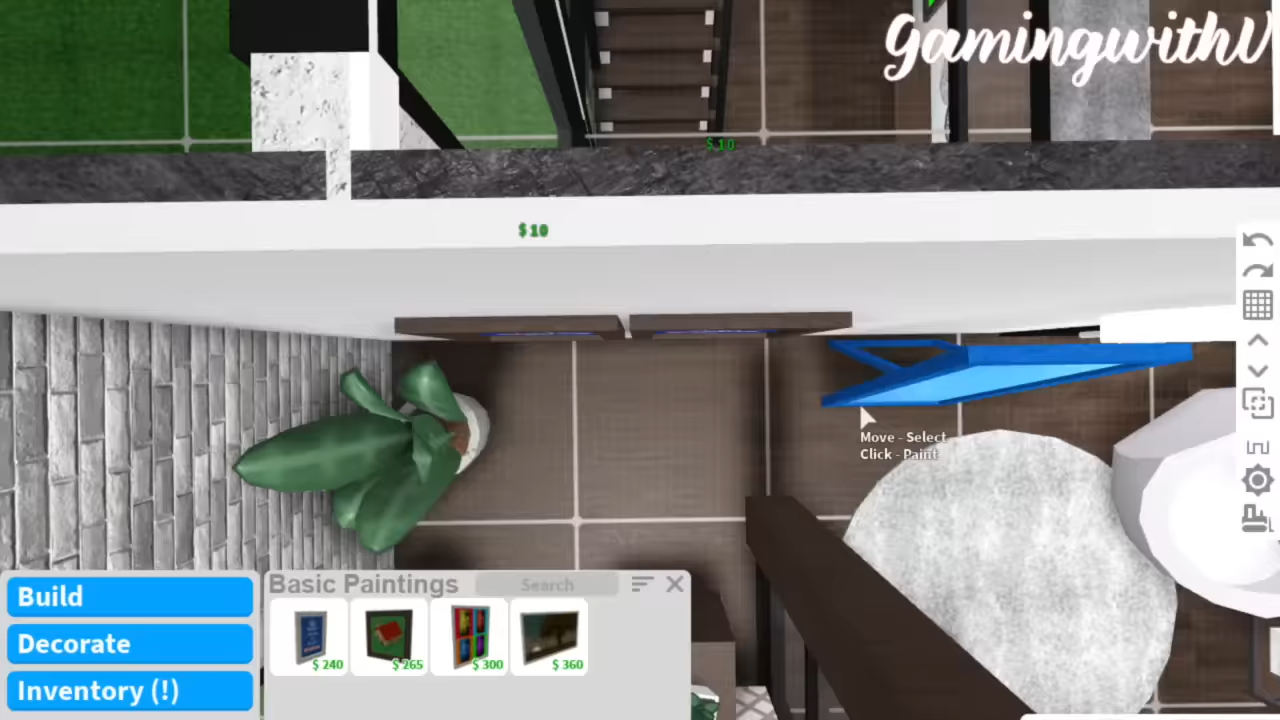 GamingwithV
$10
$10
Move - Select
Click - Paint
Build
Decorate
Inventory (!)
Basic Paintings
Search
$240
$265
$300
$360